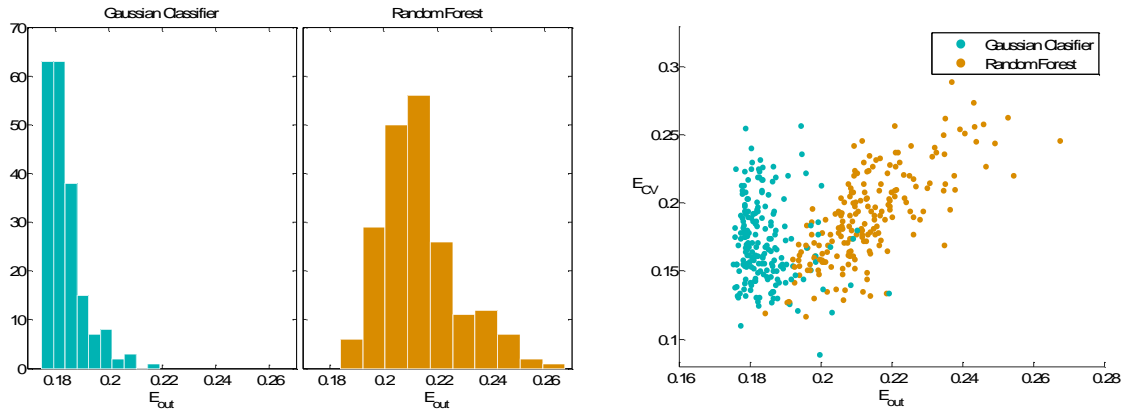 Gaussian Classifier
Random Forest
70
60
50
40
30
20
10
0
0.18 0.2 0.22 0.24 0.26
E_out
0.18 0.2 0.22 0.24 0.26
E_out
Gaussian Clasifier
Random Forest
0.3
0.25
E_CV
0.2
0.15
0.1
0.16 0.18 0.2 0.22 0.24 0.26 0.28
E_out